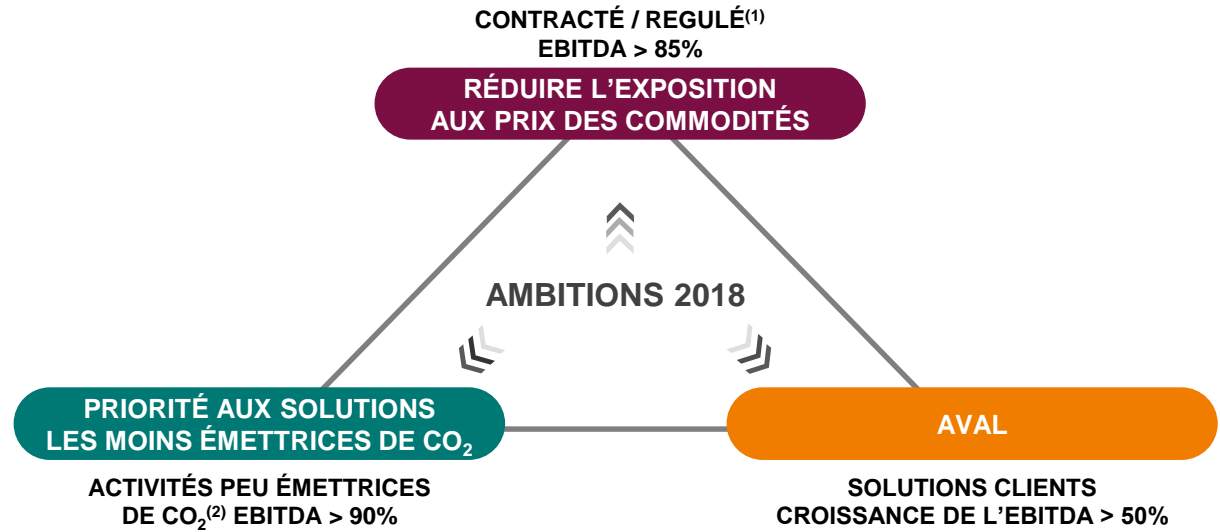 CONTRACTÉ / REGULÉ(1)
EBITDA > 85%
RÉDUIRE L'EXPOSITION
AUX PRIX DES COMMODITÉS
AMBITIONS 2018
PRIORITÉ AUX SOLUTIONS
LES MOINS ÉMETTRICES DE CO2
ACTIVITÉS PEU ÉMETTRICES
DE CO2(2) EBITDA > 90%
AVAL
SOLUTIONS CLIENTS
CROISSANCE DE L'EBITDA > 50%